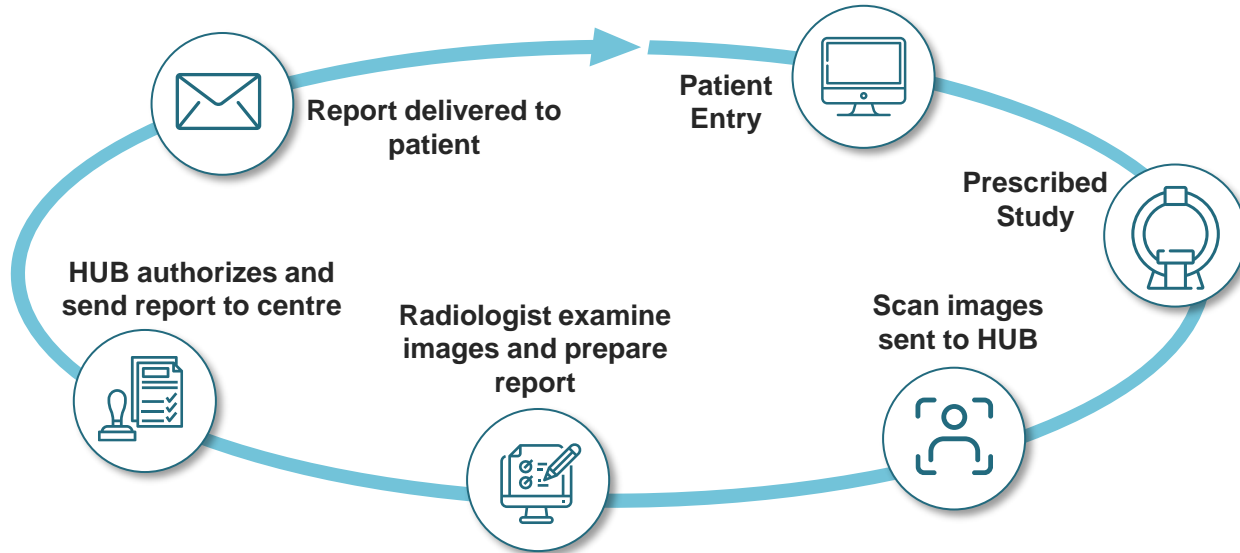 Patient
Entry
Prescribed
Study
Scan images
sent to HUB
Radiologist examine
images and prepare
report
HUB authorizes and
send report to centre
Report delivered to
patient